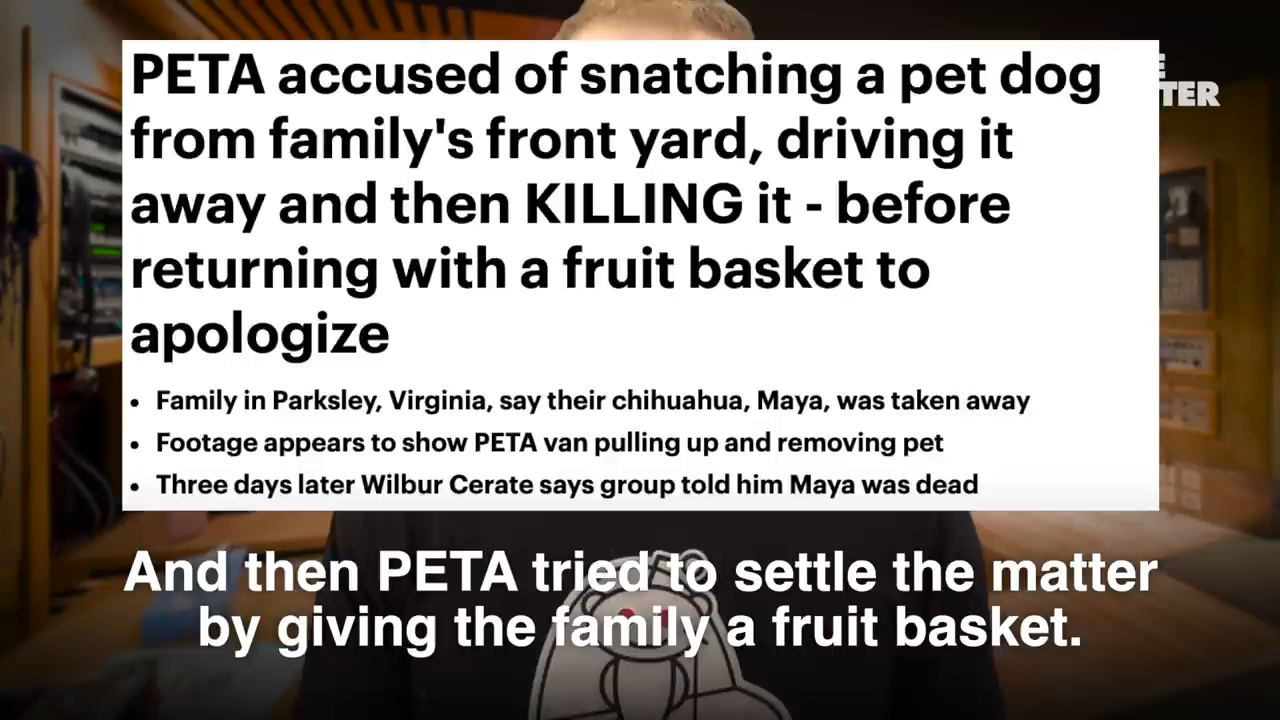 PETA accused of snatching a pet dog
from family's front yard, driving it
away and then KILLING it - before
returning with a fruit basket to
apologize
• Family in Parksley, Virginia, say their chihuahua, Maya, was taken away
• Footage appears to show PETA van pulling up and removing pet
• Three days later Wilbur Cerate says group told him Maya was dead
And then PETA tried to settle the matter
by giving the family a fruit basket.